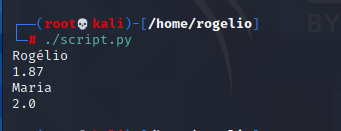 ┌──(root💀kali)-[/home/rogelio]
└─# ./script.py
Rogélio
1.87
Maria
2.0